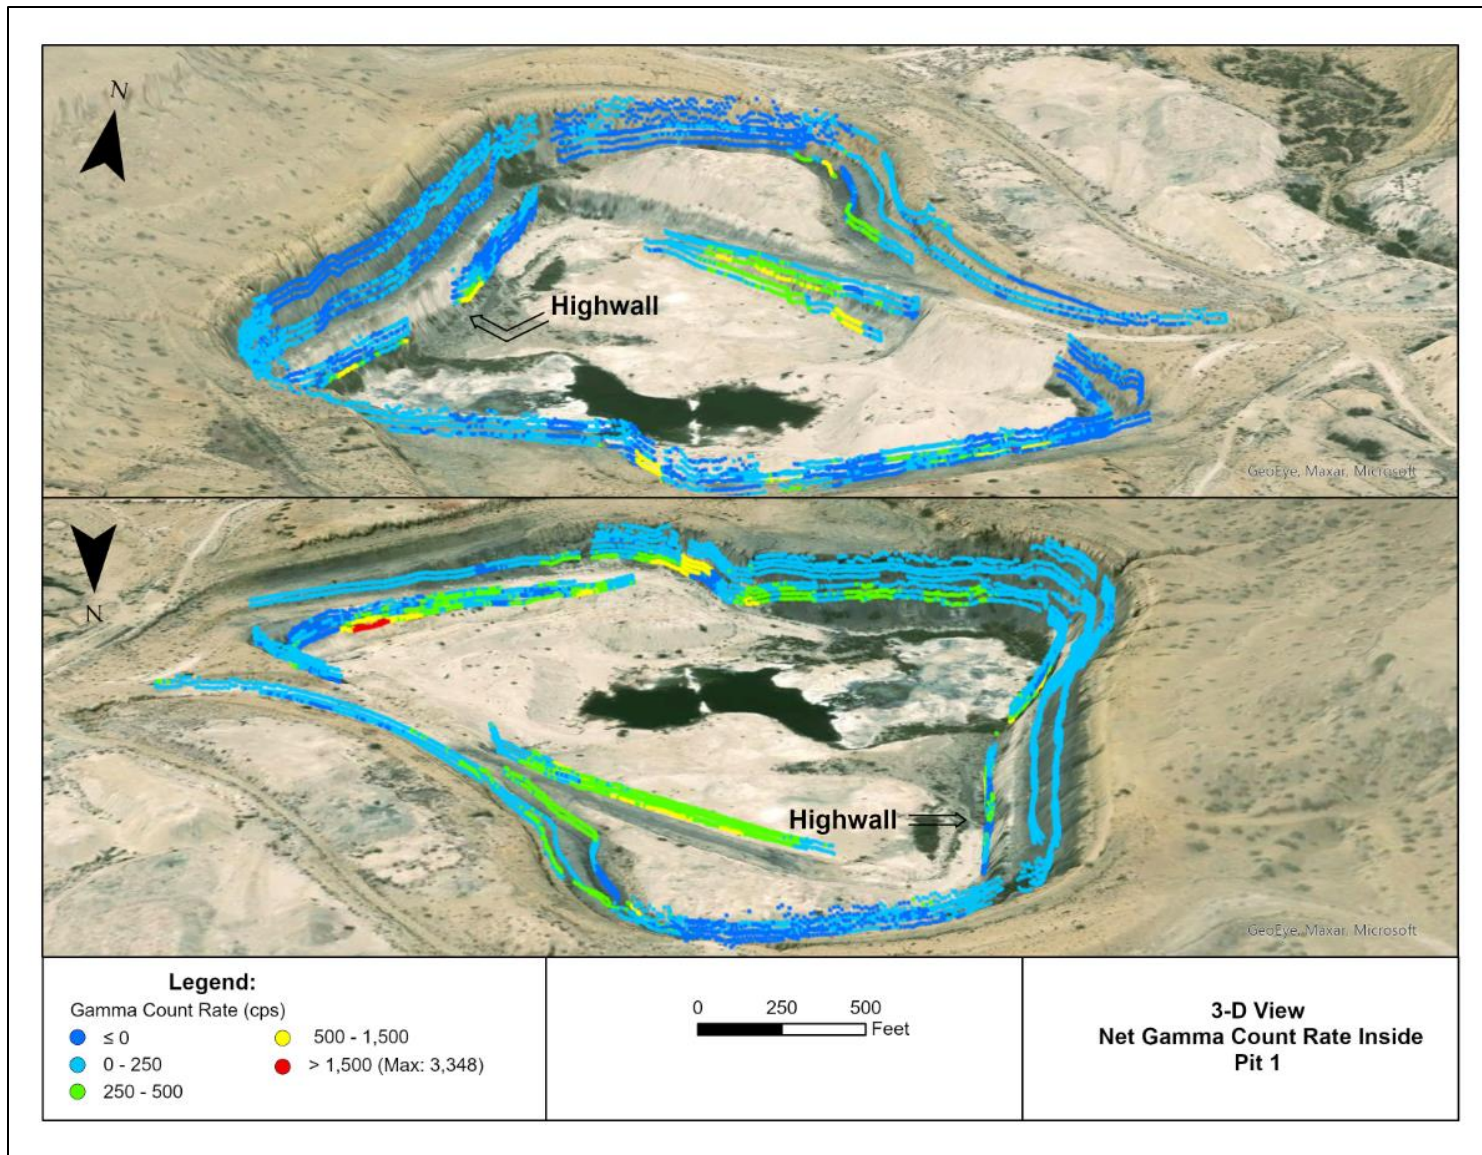 N
Highwall
GeoEye, Maxar, Microsoft
N
Highwall
GeoEye, Maxar, Microsoft
Legend:
Gamma Count Rate (cps)
≤ 0
0 - 250
250 - 500
500 - 1,500
> 1,500 (Max: 3,348)
0 250 500
Feet
3-D View
Net Gamma Count Rate Inside
Pit 1